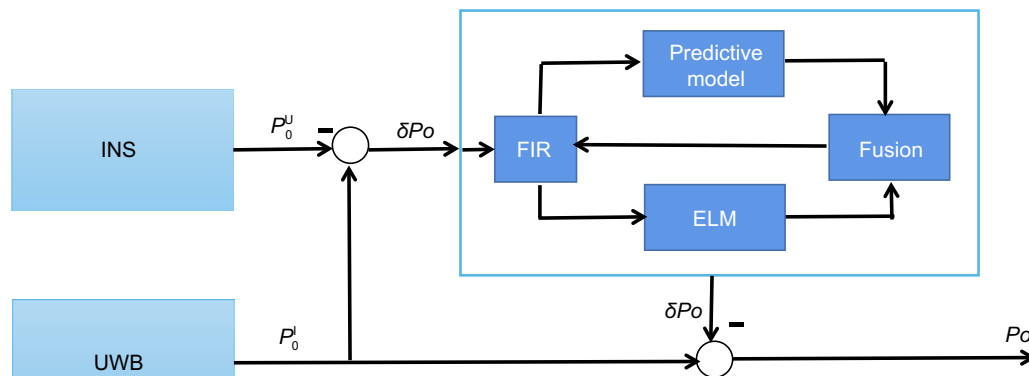 Predictive
model
P₀ᵁ
δPo
INS
FIR
Fusion
ELM
δPo
P₀ᴵ
Po
UWB